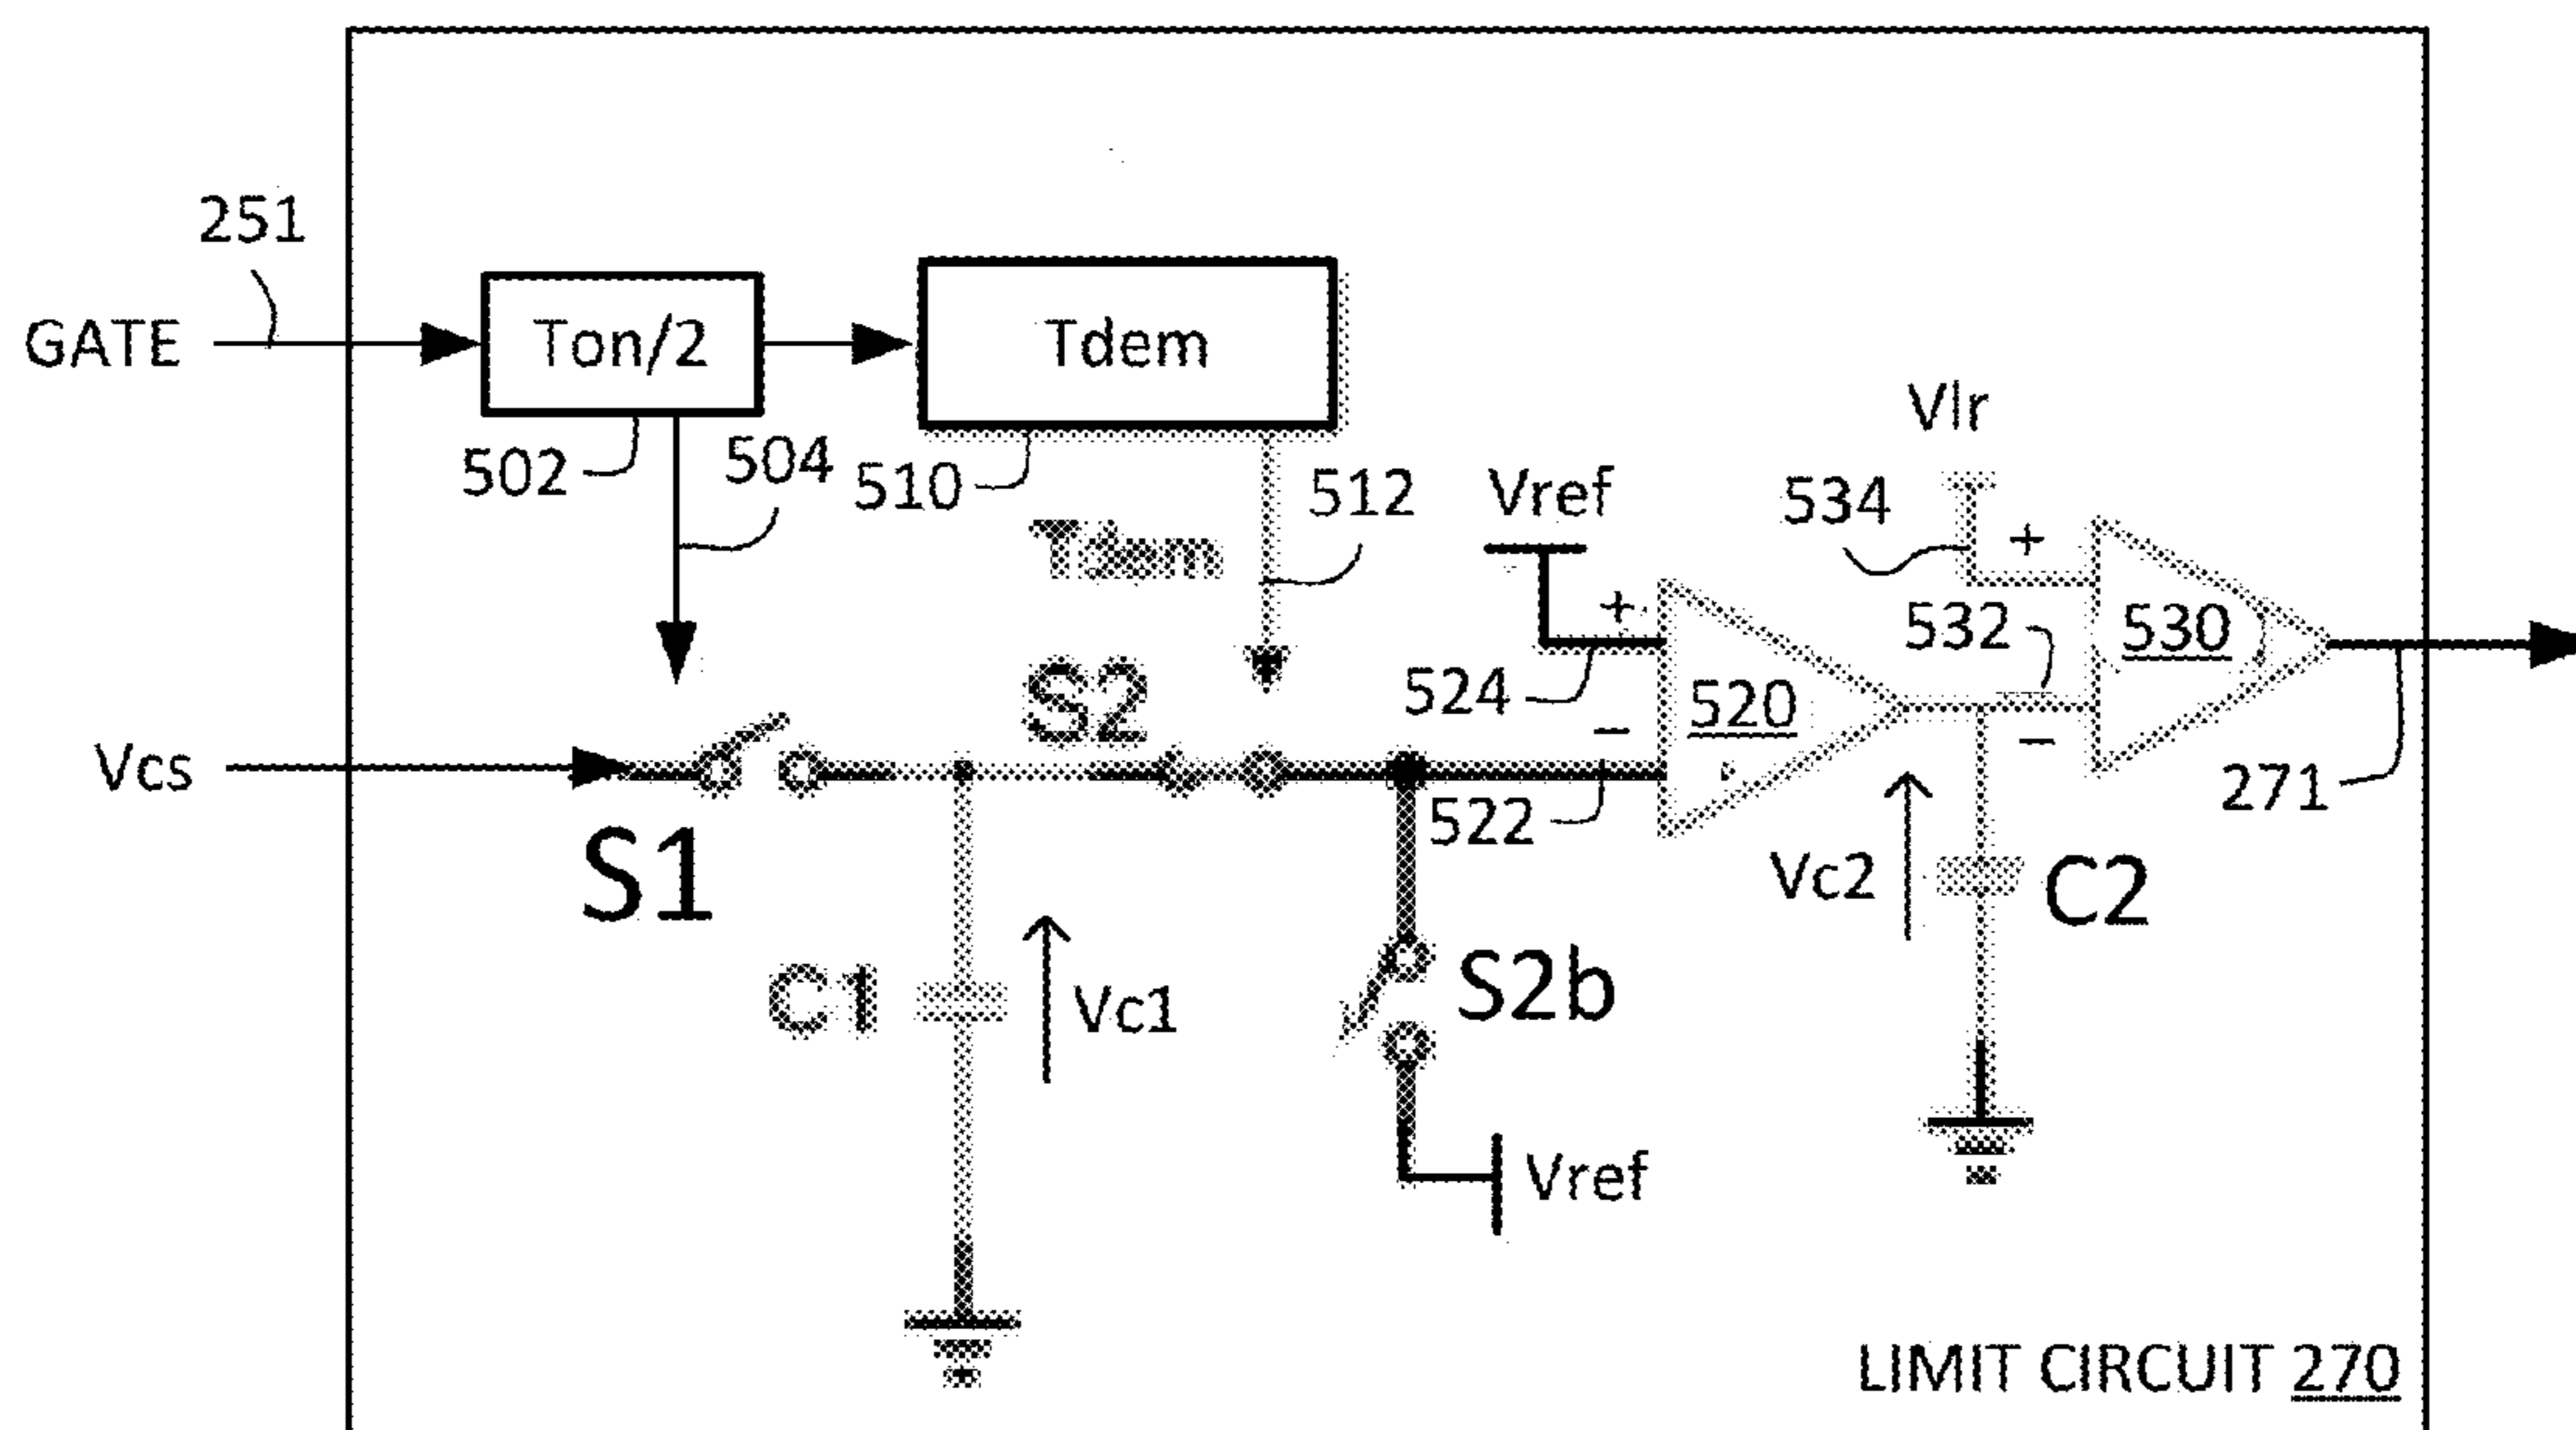 251
GATE
Ton/2
Tdem
502
504
510
Tdem
512
Vref
Vlr
534
+
530
532
−
271
+
524
520
−
522
Vcs
S1
S2
C1
Vc1
S2b
Vref
Vc2
C2
LIMIT CIRCUIT 270